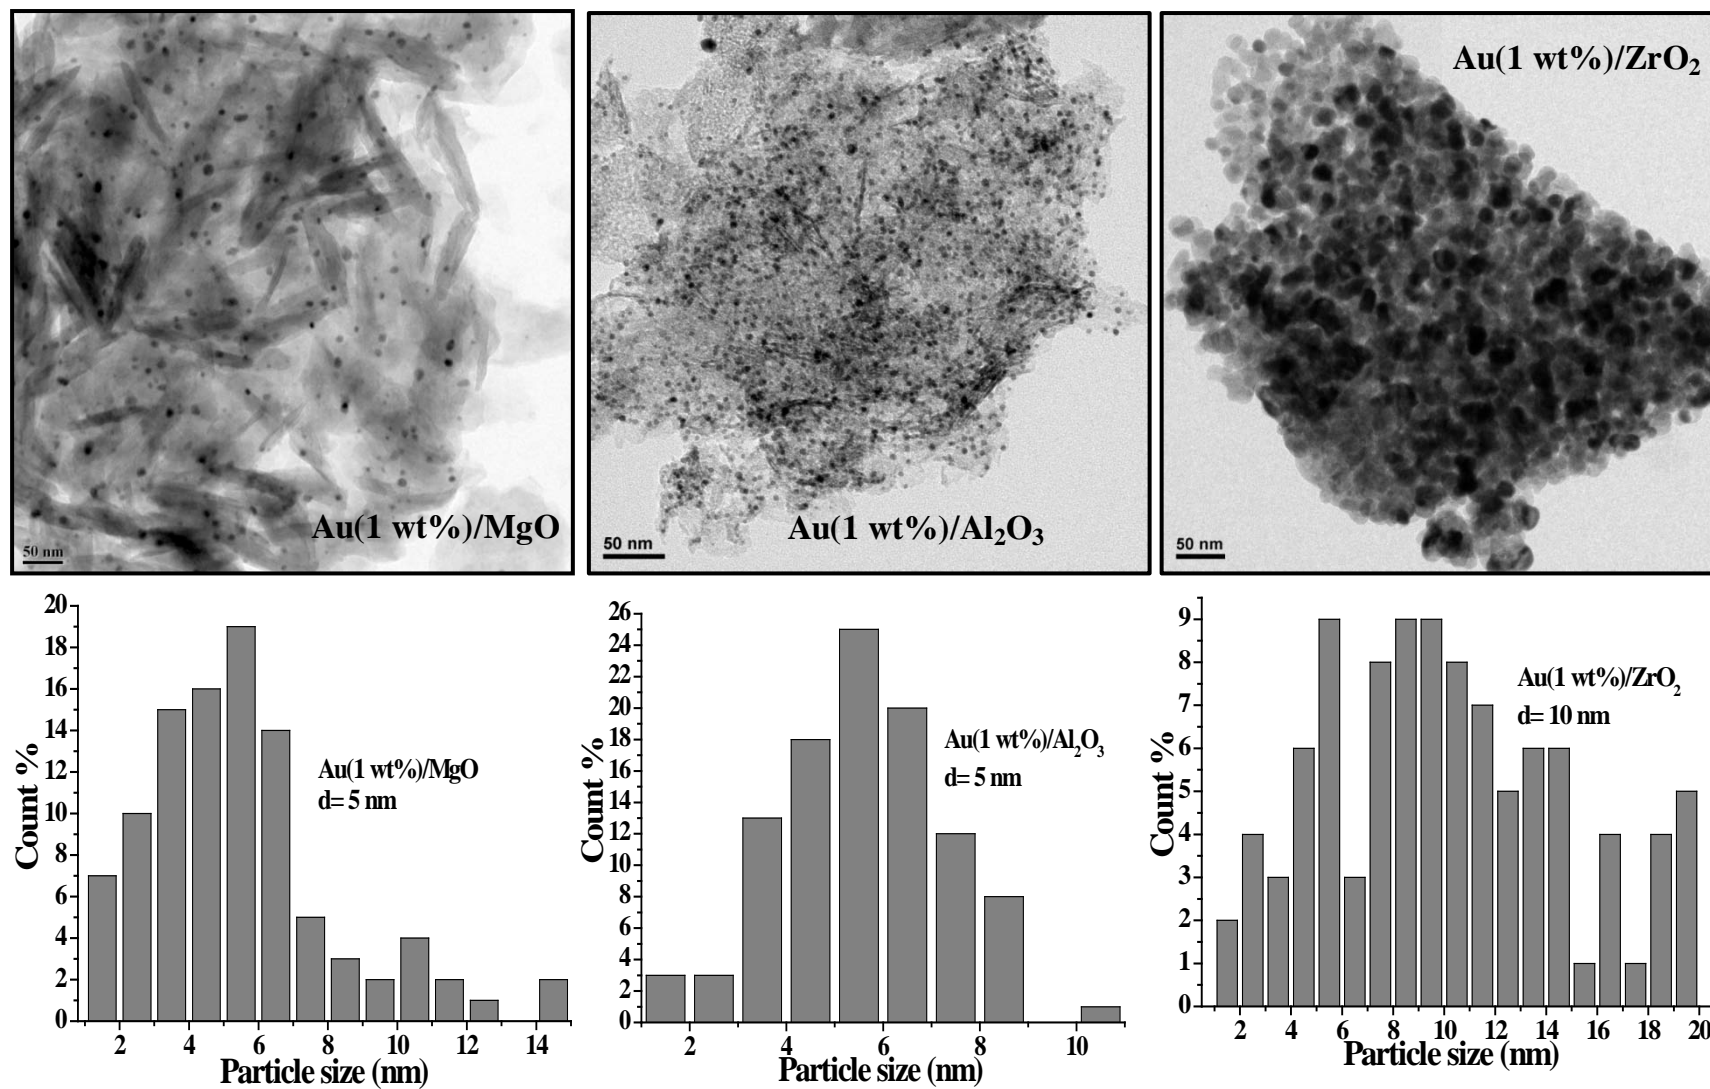 Au(1 wt%)/MgO
50 nm
Au(1 wt%)/Al₂O₃
50 nm
Au(1 wt%)/ZrO₂
50 nm
20
18
16
14
12
10
8
6
4
2
0
Count %
Au(1 wt%)/MgO
d= 5 nm
2 4 6 8 10 12 14
Particle size (nm)
26
24
22
20
18
16
14
12
10
8
6
4
2
0
Count %
Au(1 wt%)/Al₂O₃
d= 5 nm
2 4 6 8 10
Particle size (nm)
9
8
7
6
5
4
3
2
1
0
Count %
Au(1 wt%)/ZrO₂
d= 10 nm
2 4 6 8 10 12 14 16 18 20
Particle size (nm)